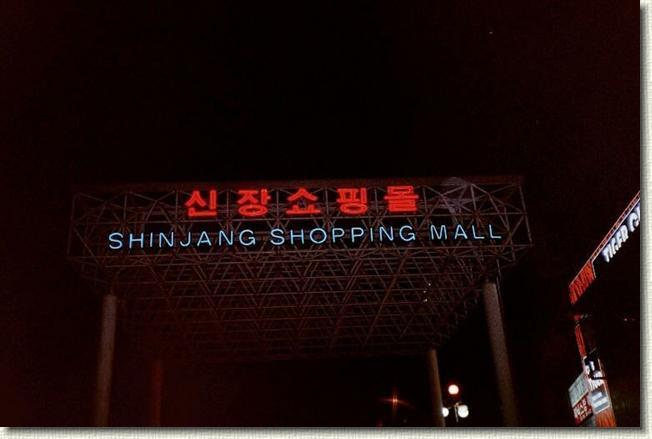 신장쇼핑몰
SHINJANG SHOPPING MALL
TIGER